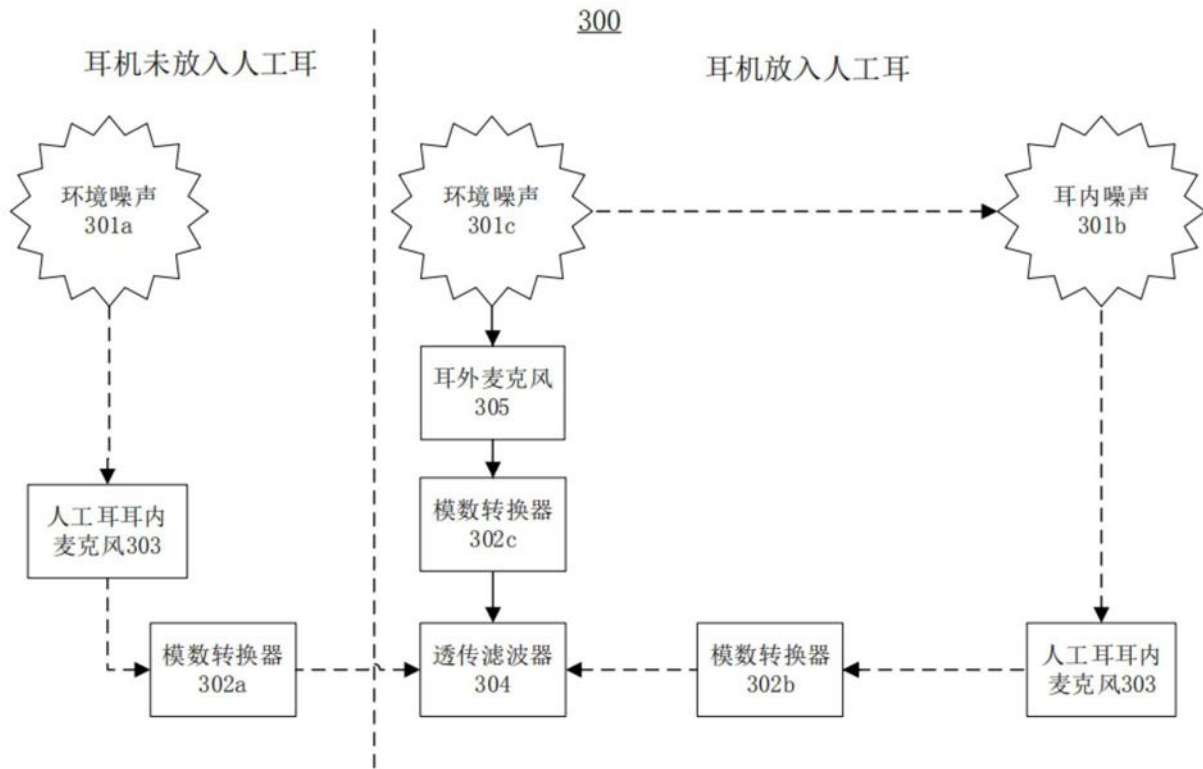 300
耳机未放入人工耳
耳机放入人工耳
环境噪声
301a
环境噪声
301c
耳内噪声
301b
耳外麦克风
305
人工耳耳内
麦克风303
模数转换器
302c
模数转换器
302a
透传滤波器
304
模数转换器
302b
人工耳耳内
麦克风303